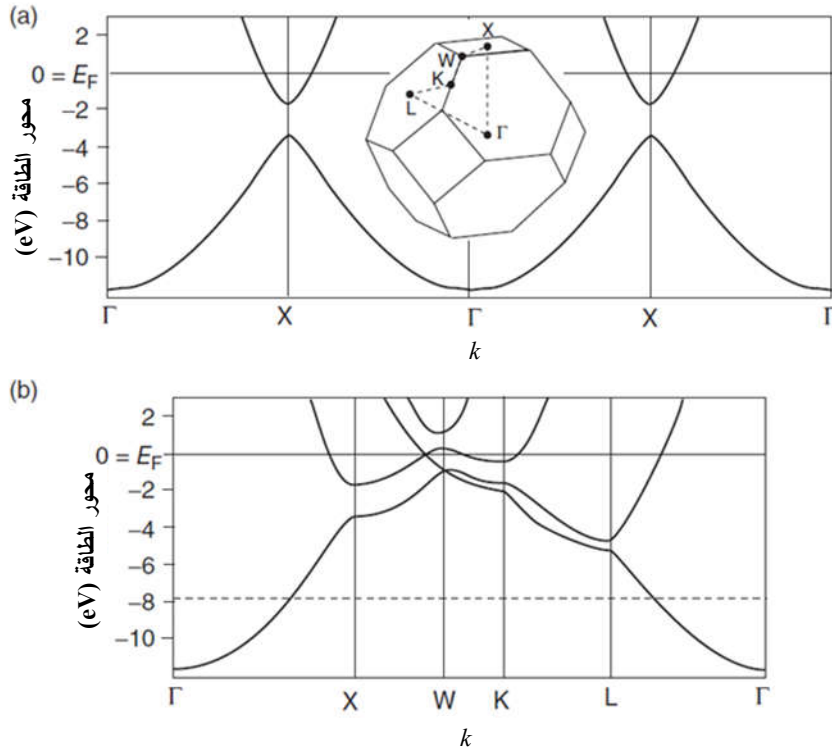 (a)
محور الطاقة (eV)
2
0 = E_F
−2
−4
−6
−8
−10
X
W
K
L
Γ
Γ X Γ X Γ
k
(b)
محور الطاقة (eV)
2
0 = E_F
−2
−4
−6
−8
−10
Γ X W K L Γ
k